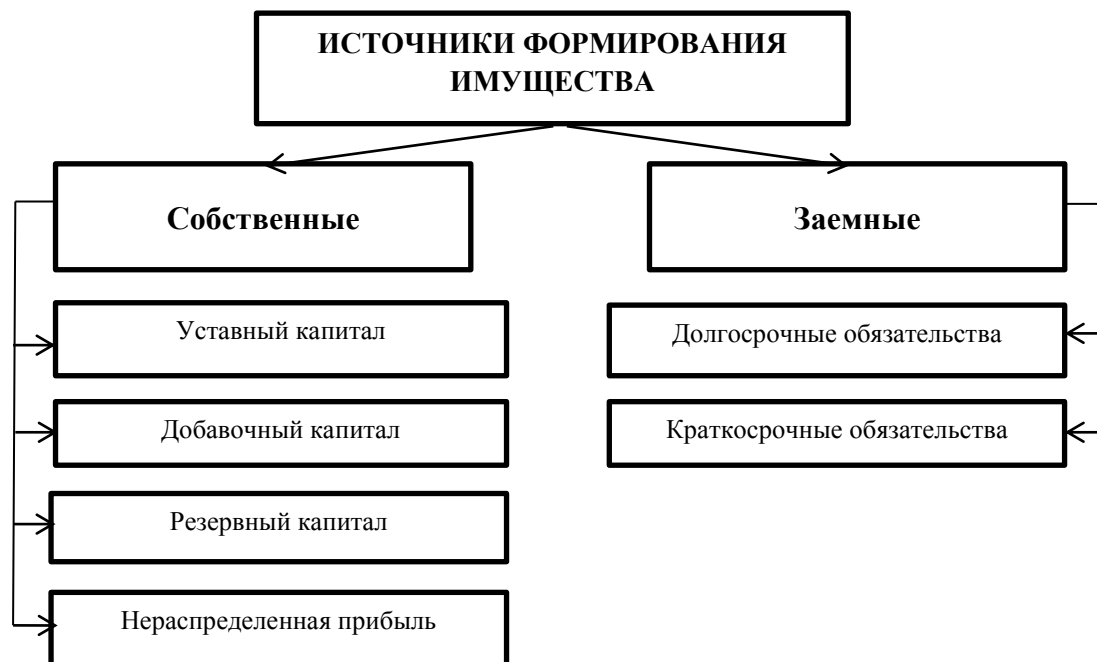 ИСТОЧНИКИ ФОРМИРОВАНИЯ
ИМУЩЕСТВА
Собственные
Заемные
Уставный капитал
Долгосрочные обязательства
Добавочный капитал
Краткосрочные обязательства
Резервный капитал
Нераспределенная прибыль